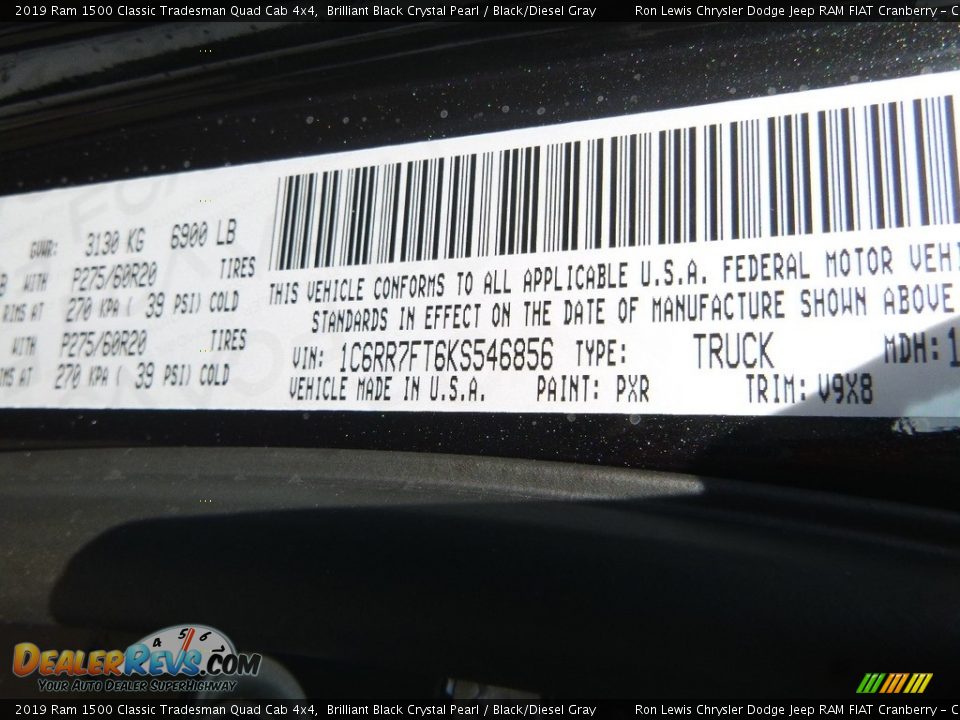 2019 Ram 1500 Classic Tradesman Quad Cab 4x4, Brilliant Black Crystal Pearl / Black/Diesel Gray Ron Lewis Chrysler Dodge Jeep RAM FIAT Cranberry – C
GVWR: 3130 KG 6900 LB
WITH P275/60R20 TIRES
RIMS AT 270 KPA ( 39 PSI) COLD
WITH P275/60R20 TIRES
AT 270 KPA ( 39 PSI) COLD
THIS VEHICLE CONFORMS TO ALL APPLICABLE U.S.A. FEDERAL MOTOR VEHI
STANDARDS IN EFFECT ON THE DATE OF MANUFACTURE SHOWN ABOVE
VIN: 1C6RR7FT6KS546856 TYPE: TRUCK MDH: 1
VEHICLE MADE IN U.S.A. PAINT: PXR TRIM: V9X8
4 5 6
DealerRevs.com
Your Auto Dealer SuperHighway
2019 Ram 1500 Classic Tradesman Quad Cab 4x4, Brilliant Black Crystal Pearl / Black/Diesel Gray Ron Lewis Chrysler Dodge Jeep RAM FIAT Cranberry – C